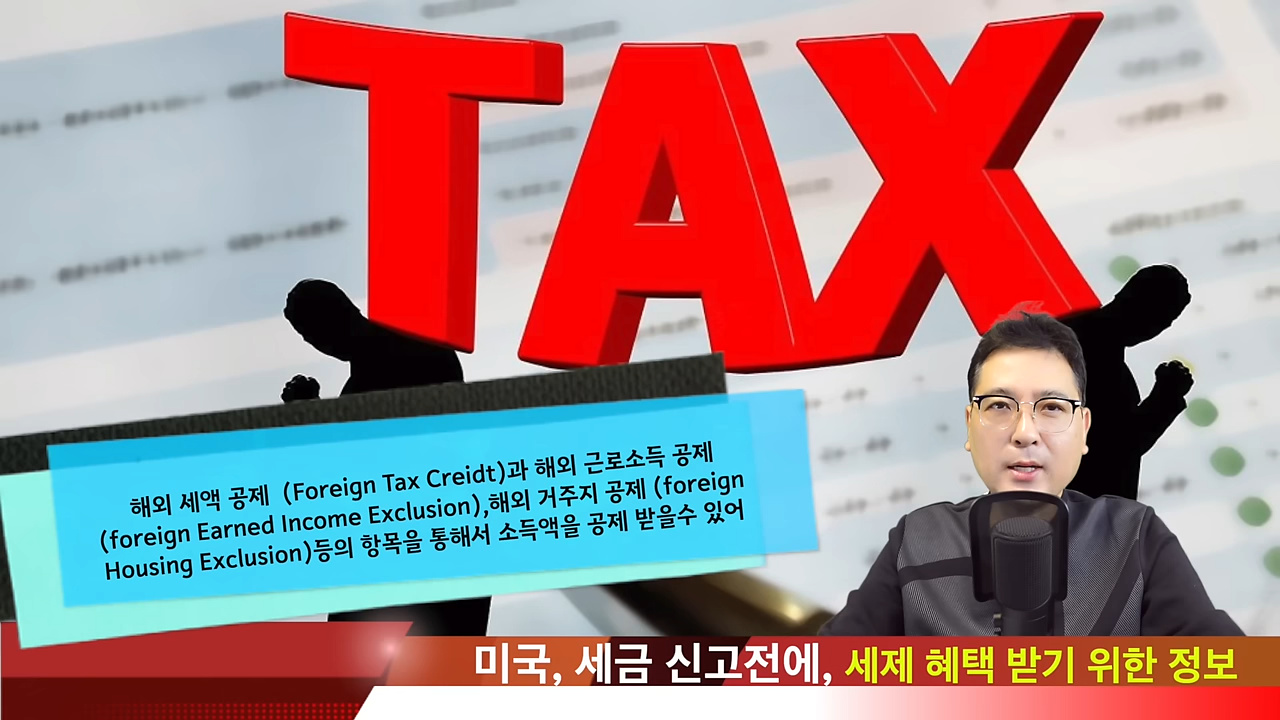 TAX
해외 세액 공제 (Foreign Tax Creidt)과 해외 근로소득 공제
(foreign Earned Income Exclusion),해외 거주지 공제 (foreign
Housing Exclusion)등의 항목을 통해서 소득액을 공제 받을수 있어
미국, 세금 신고전에, 세제 혜택 받기 위한 정보